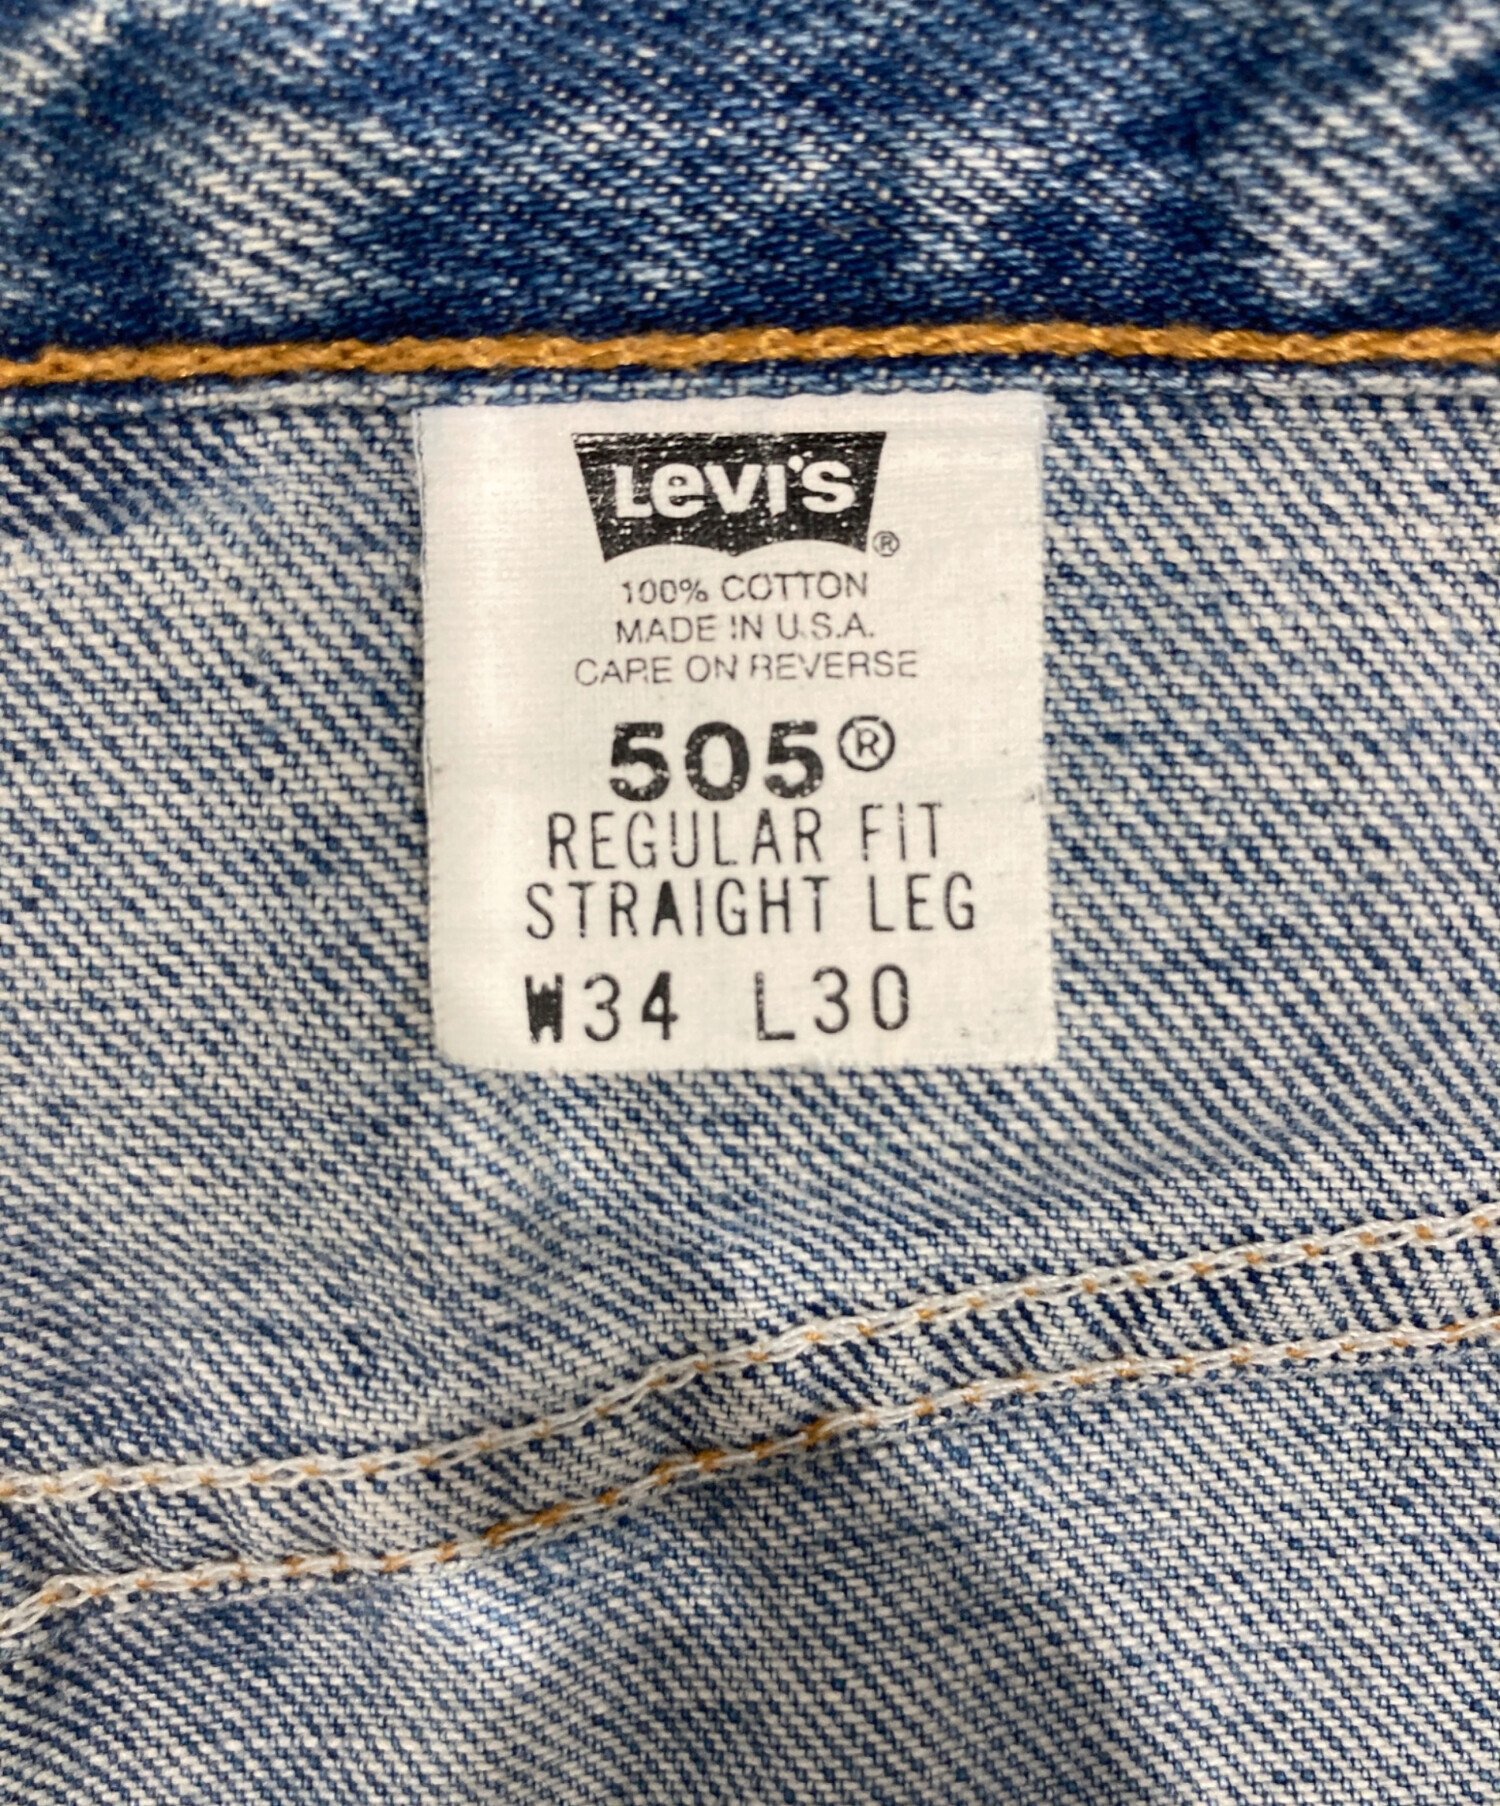 Levi's ®
100% COTTON
MADE IN U.S.A.
CARE ON REVERSE
505®
REGULAR FIT
STRAIGHT LEG
W34 L30